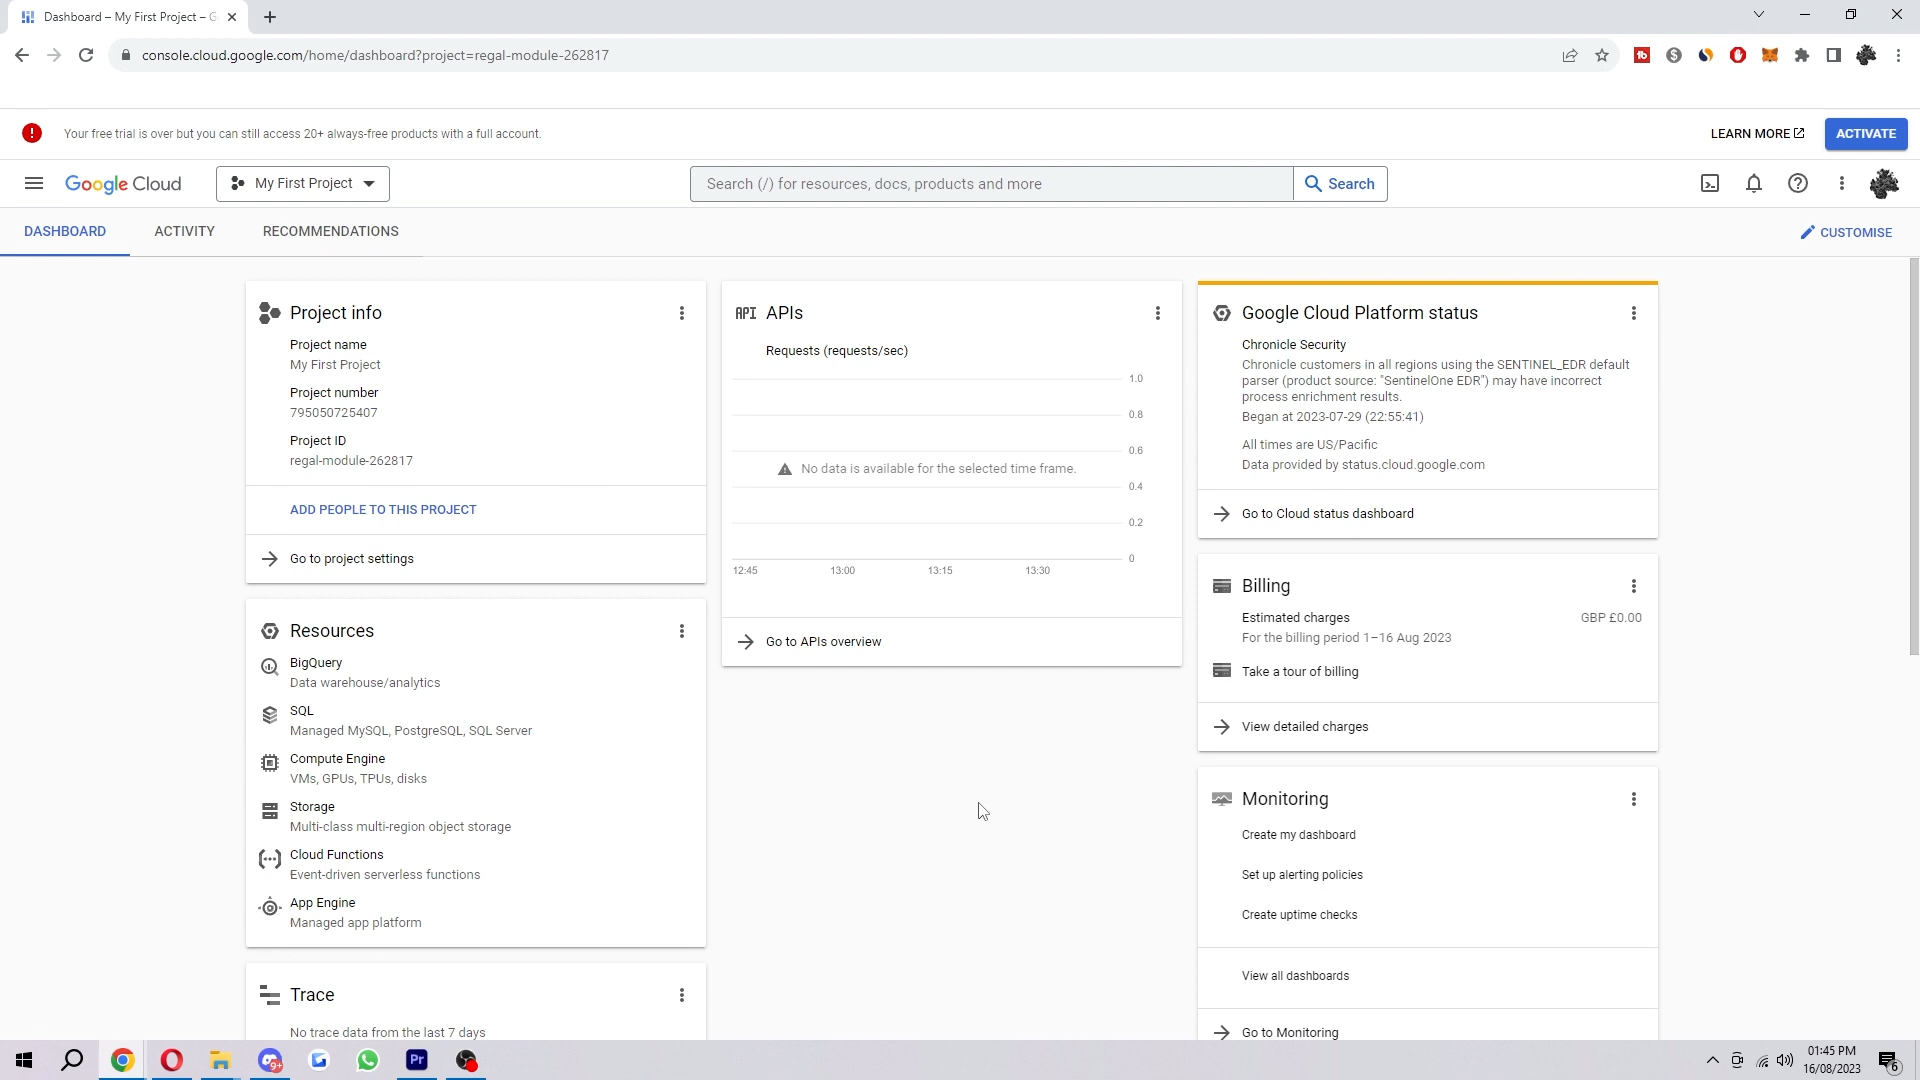 Dashboard – My First Project – G
console.cloud.google.com/home/dashboard?project=regal-module-262817
Your free trial is over but you can still access 20+ always-free products with a full account.
LEARN MORE
ACTIVATE
Google Cloud
My First Project
Search (/) for resources, docs, products and more
Search
DASHBOARD
ACTIVITY
RECOMMENDATIONS
CUSTOMISE
Project info
Project name
My First Project
Project number
795050725407
Project ID
regal-module-262817
ADD PEOPLE TO THIS PROJECT
Go to project settings
Resources
BigQuery
Data warehouse/analytics
SQL
Managed MySQL, PostgreSQL, SQL Server
Compute Engine
VMs, GPUs, TPUs, disks
Storage
Multi-class multi-region object storage
Cloud Functions
Event-driven serverless functions
App Engine
Managed app platform
Trace
No trace data from the last 7 days
API APIs
Requests (requests/sec)
1.0
0.8
0.6
No data is available for the selected time frame.
0.4
0.2
0
12:45 13:00 13:15 13:30
Go to APIs overview
Google Cloud Platform status
Chronicle Security
Chronicle customers in all regions using the SENTINEL_EDR default
parser (product source: "SentinelOne EDR") may have incorrect
process enrichment results.
Began at 2023-07-29 (22:55:41)
All times are US/Pacific
Data provided by status.cloud.google.com
Go to Cloud status dashboard
Billing
Estimated charges GBP £0.00
For the billing period 1–16 Aug 2023
Take a tour of billing
View detailed charges
Monitoring
Create my dashboard
Set up alerting policies
Create uptime checks
View all dashboards
Go to Monitoring
9+
Pr
01:45 PM
16/08/2023
6